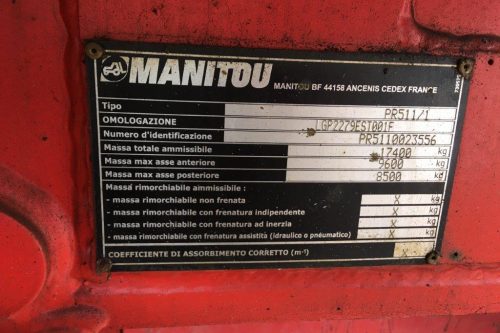 MANITOU
MANITOU BF 44158 ANCENIS CEDEX FRANCE
Tipo PR511/1
OMOLOGAZIONE LGP2279EST001F
Numero d'identificazione PR5110023556
Massa totale ammissibile 17400 kg
Massa max asse anteriore 9600 kg
Massa max asse posteriore 8500 kg
Massa rimorchiabile ammissibile :
- massa rimorchiabile non frenata X kg
- massa rimorchiabile con frenatura indipendente X kg
- massa rimorchiabile con frenatura ad inerzia X kg
- massa rimorchiabile con frenatura assistità (idraulico o pneumatico) X kg
COEFFICIENTE DI ASSORBIMENTO CORRETTO (m⁻¹)